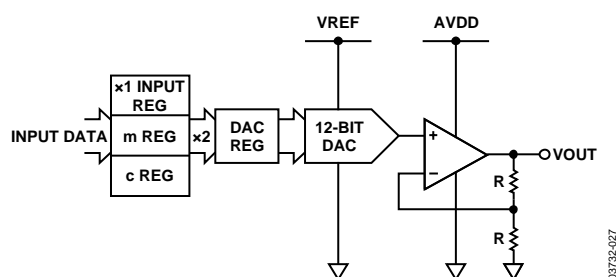 VREF
AVDD
×1 INPUT
REG
INPUT DATA
m REG
×2
DAC
REG
12-BIT
DAC
c REG
+
–
VOUT
R
R
03732-027